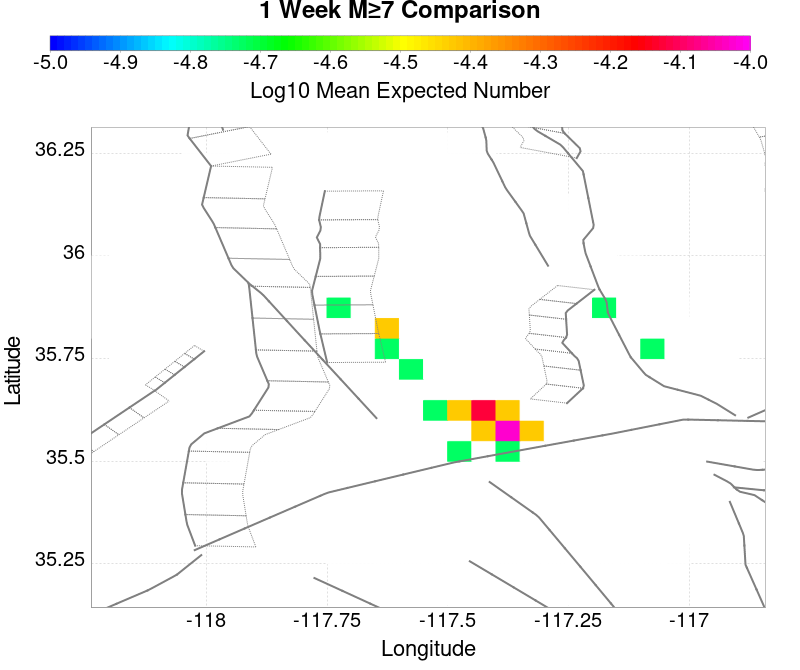 1 Week M≥7 Comparison
-5.0 -4.9 -4.8 -4.7 -4.6 -4.5 -4.4 -4.3 -4.2 -4.1 -4.0
Log10 Mean Expected Number
36.25
36
35.75
35.5
35.25
Latitude
-118 -117.75 -117.5 -117.25 -117
Longitude